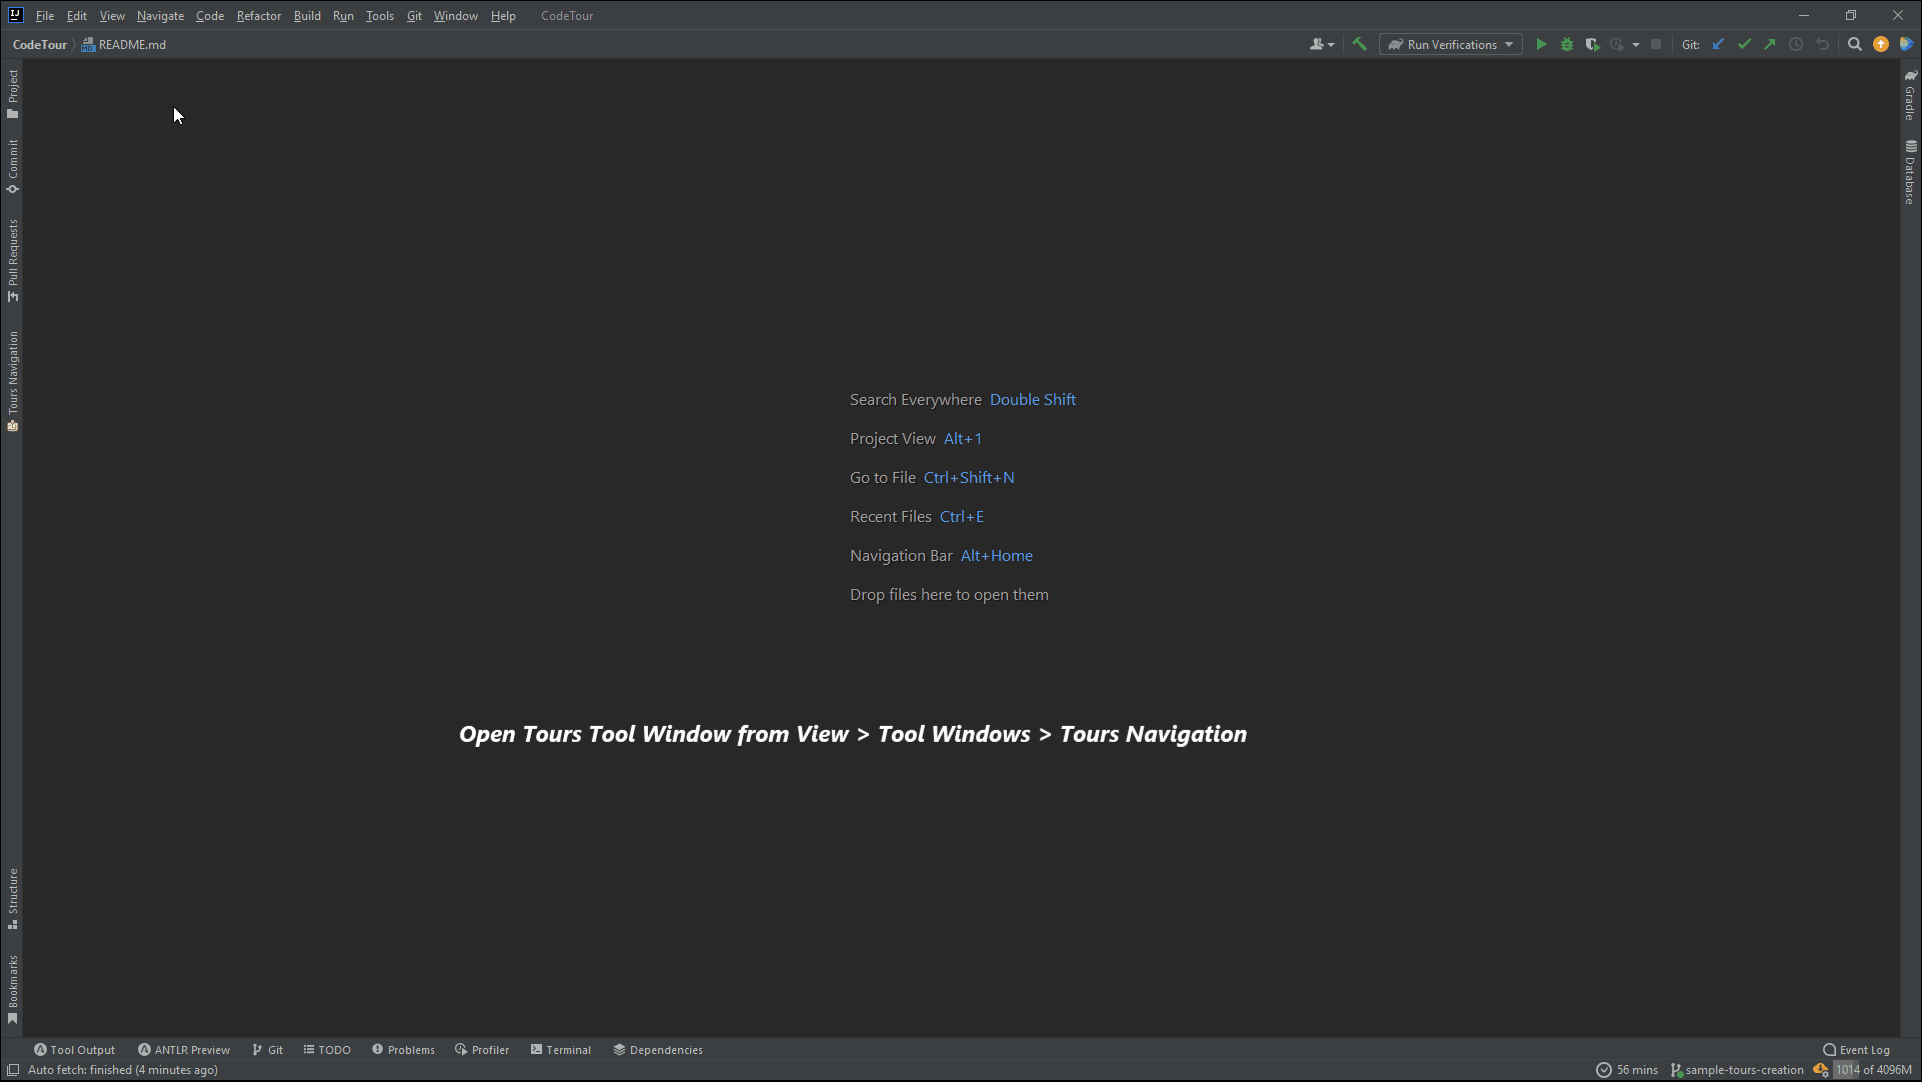 IJ
File Edit View Navigate Code Refactor Build Run Tools Git Window Help CodeTour
CodeTour README.md
Run Verifications
Git:
Project
Commit
Pull Requests
Tours Navigation
Structure
Bookmarks
Gradle
Database
Search Everywhere Double Shift
Project View Alt+1
Go to File Ctrl+Shift+N
Recent Files Ctrl+E
Navigation Bar Alt+Home
Drop files here to open them
Open Tours Tool Window from View > Tool Windows > Tours Navigation
Tool Output ANTLR Preview Git TODO Problems Profiler Terminal Dependencies Event Log
Auto fetch: finished (4 minutes ago) 56 mins sample-tours-creation 1014 of 4096M